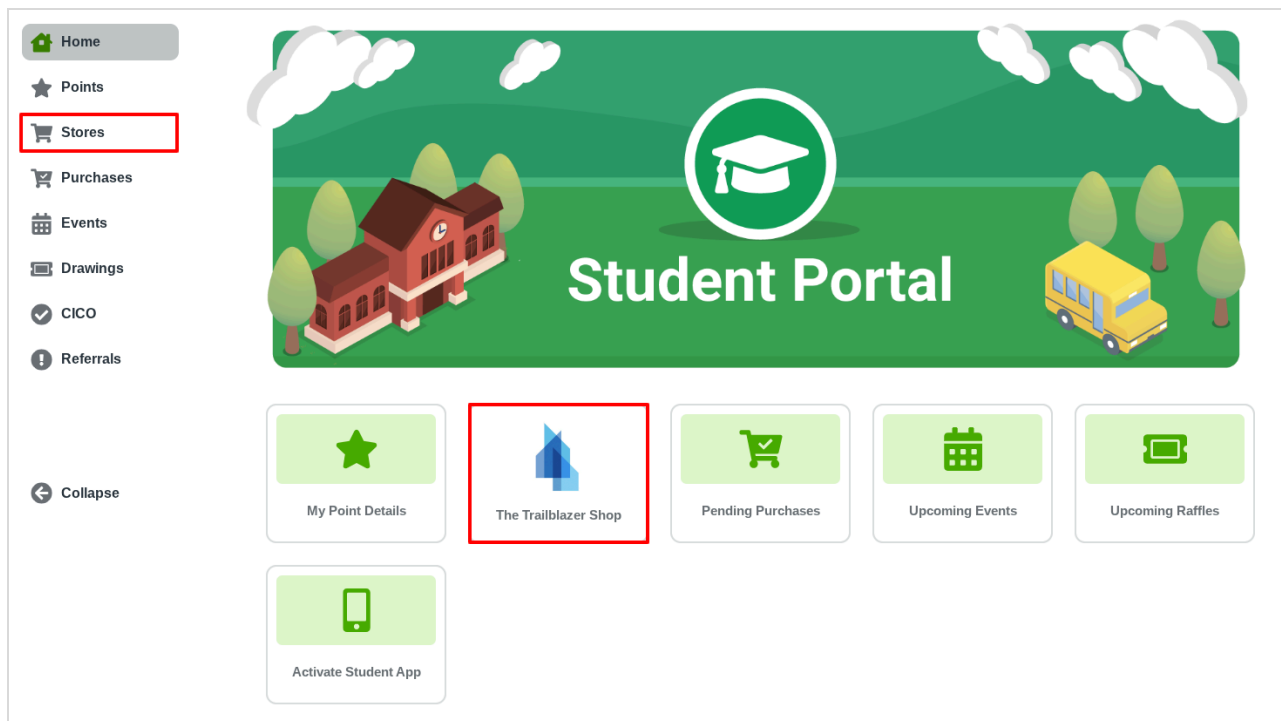 Home
Points
Stores
Purchases
Events
Drawings
CICO
Referrals
Collapse
Student Portal
My Point Details
The Trailblazer Shop
Pending Purchases
Upcoming Events
Upcoming Raffles
Activate Student App